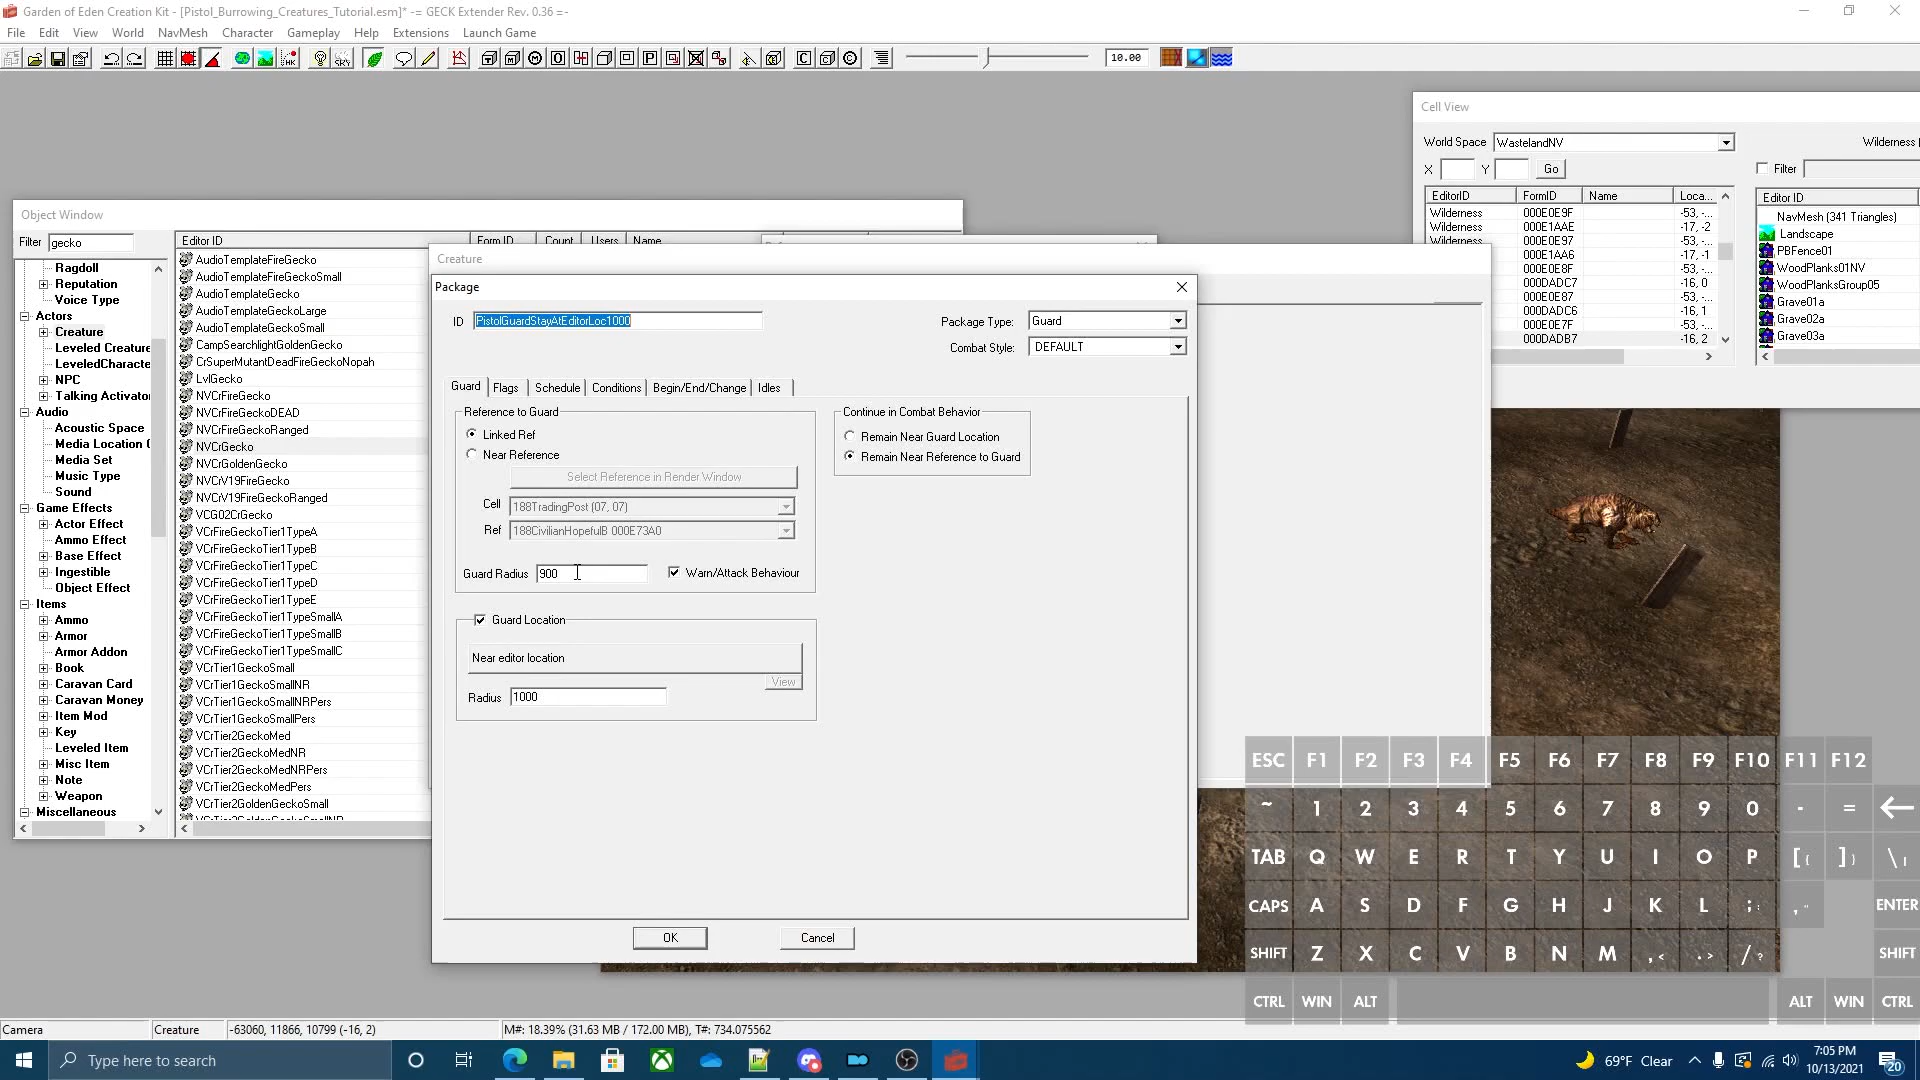 Garden of Eden Creation Kit - [Pistol_Burrowing_Creatures_Tutorial.esm]* -= GECK Extender Rev. 0.36 =-
File Edit View World NavMesh Character Gameplay Help Extensions Launch Game
10.00
Cell View
World Space WastelandNV
X Y Go
Wilderness
Filter
EditorID FormID Name Loca...
Wilderness 000E0E9F -53, -...
Wilderness 000E1AAE -17, -2
Wilderness 000E0E97 -53, -...
000E1AA6 -17, -1
000E0E8F -53, -...
000DADC7 -16, 0
000E0E87 -53, -...
000DADC6 -16, 1
000E0E7F -53, -...
000DADB7 -16, 2
Editor ID
NavMesh (341 Triangles)
Landscape
PBFence01
WoodPlanks01NV
WoodPlanksGroup05
Grave01a
Grave02a
Grave03a
Object Window
Filter gecko
Ragdoll
Reputation
Voice Type
Actors
Creature
Leveled Creature
LeveledCharacte
NPC
Talking Activator
Audio
Acoustic Space
Media Location (
Media Set
Music Type
Sound
Game Effects
Actor Effect
Ammo Effect
Base Effect
Ingestible
Object Effect
Items
Ammo
Armor
Armor Addon
Book
Caravan Card
Caravan Money
Item Mod
Key
Leveled Item
Misc Item
Note
Weapon
Miscellaneous
Editor ID Form ID Count Users Name
AudioTemplateFireGecko
AudioTemplateFireGeckoSmall
AudioTemplateGecko
AudioTemplateGeckoLarge
AudioTemplateGeckoSmall
CampSearchlightGoldenGecko
CrSuperMutantDeadFireGeckoNopah
LvlGecko
NVCrFireGecko
NVCrFireGeckoDEAD
NVCrFireGeckoRanged
NVCrGecko
NVCrGoldenGecko
NVCrV19FireGecko
NVCrV19FireGeckoRanged
VCG02CrGecko
VCrFireGeckoTier1TypeA
VCrFireGeckoTier1TypeB
VCrFireGeckoTier1TypeC
VCrFireGeckoTier1TypeD
VCrFireGeckoTier1TypeE
VCrFireGeckoTier1TypeSmallA
VCrFireGeckoTier1TypeSmallB
VCrFireGeckoTier1TypeSmallC
VCrTier1GeckoSmall
VCrTier1GeckoSmallNR
VCrTier1GeckoSmallNRPers
VCrTier1GeckoSmallPers
VCrTier2GeckoMed
VCrTier2GeckoMedNR
VCrTier2GeckoMedNRPers
VCrTier2GeckoMedPers
VCrTier2GoldenGeckoSmall
VCrTier2GoldenGeckoSmallNR
Creature
Package
ID PistolGuardStayAtEditorLoc1000
Package Type: Guard
Combat Style: DEFAULT
Guard Flags Schedule Conditions Begin/End/Change Idles
Reference to Guard
Linked Ref
Near Reference
Select Reference in Render Window
Cell 188TradingPost (07, 07)
Ref 188CivilianHopefulB 000E73A0
Guard Radius 900 Warn/Attack Behaviour
Continue in Combat Behavior
Remain Near Guard Location
Remain Near Reference to Guard
Guard Location
Near editor location
View
Radius 1000
OK Cancel
ESC F1 F2 F3 F4 F5 F6 F7 F8 F9 F10 F11 F12
~ 1 2 3 4 5 6 7 8 9 0 - =
TAB Q W E R T Y U I O P [{ ]} \|
CAPS A S D F G H J K L ;: ,"
ENTER
SHIFT Z X C V B N M ,< .> /? SHIFT
CTRL WIN ALT ALT WIN CTRL
Camera Creature -63060, 11866, 10799 (-16, 2) M#: 18.39% (31.63 MB / 172.00 MB), T#: 734.075562
Type here to search
69°F Clear
7:05 PM
10/13/2021
20